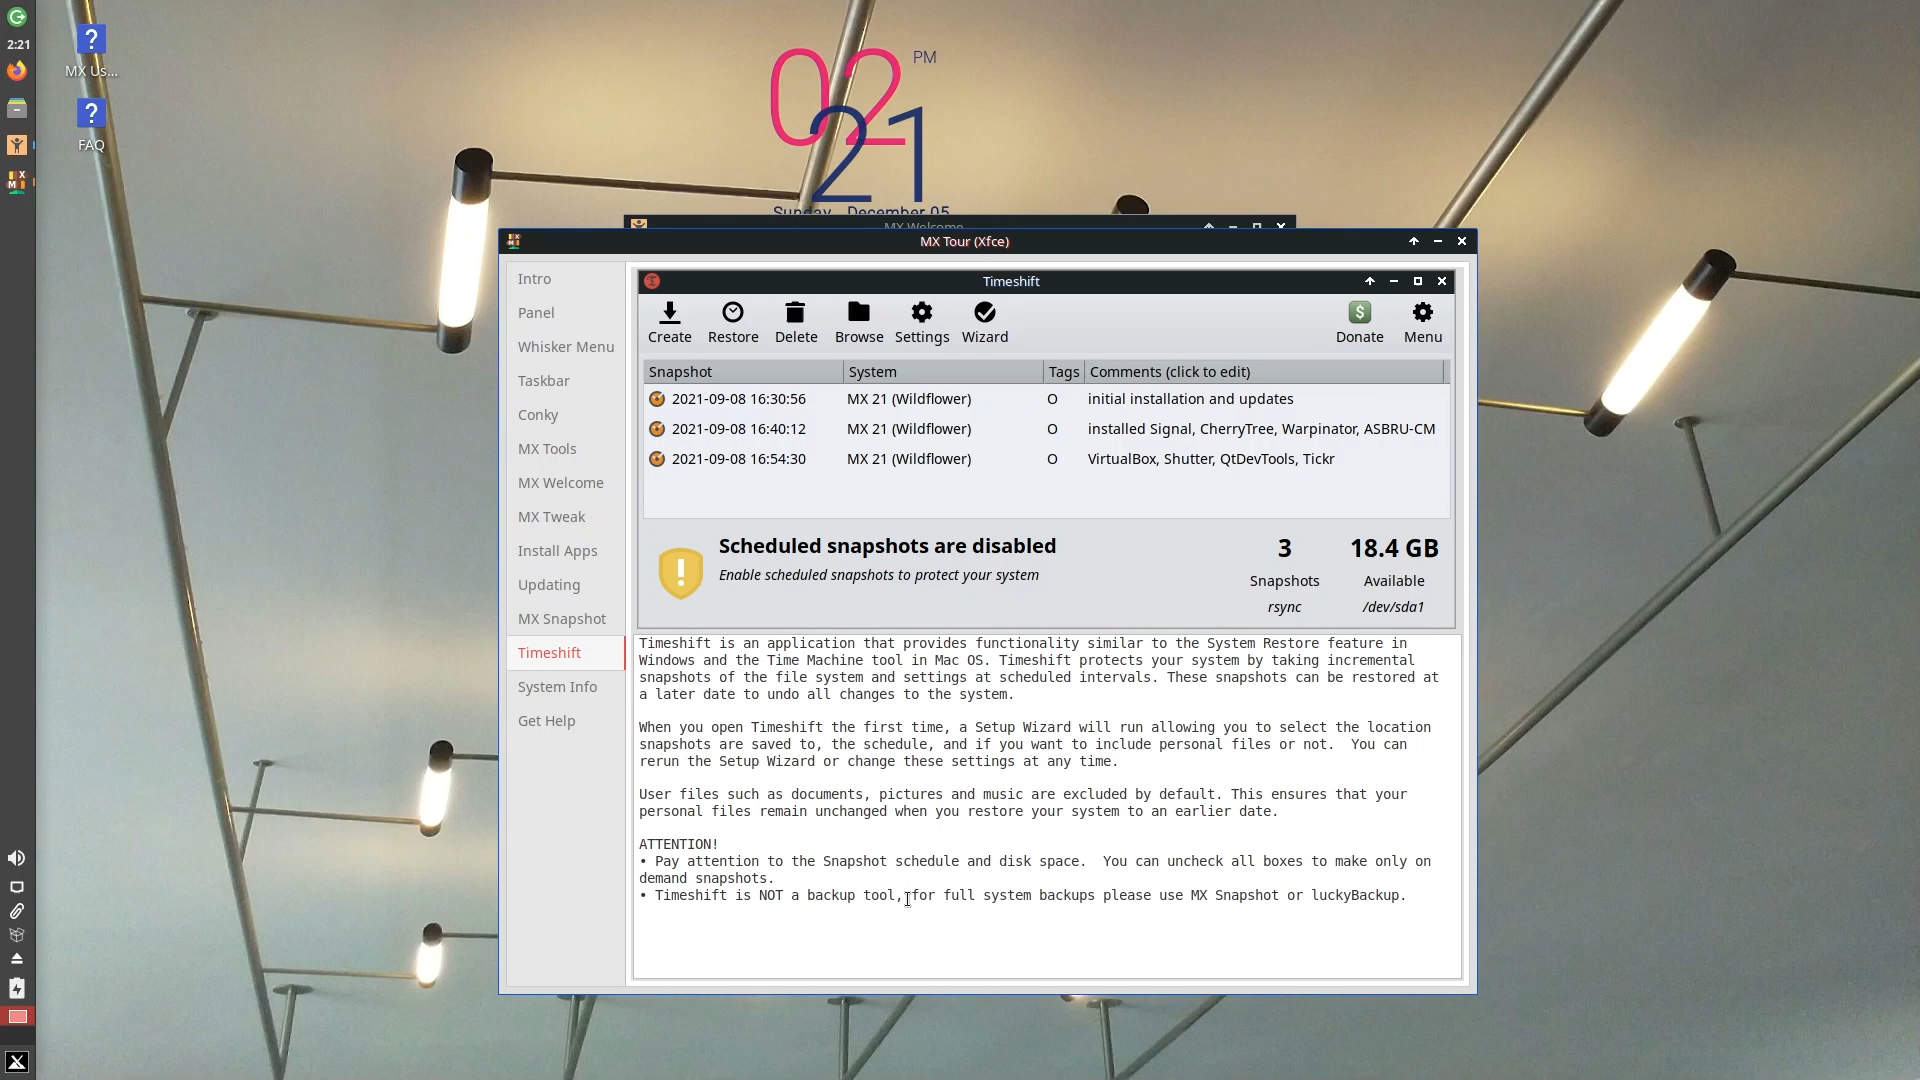 2:21
MX Us...
FAQ
02
PM
21
Sunday, December 05
MX Welcome
MX Tour (Xfce)
Intro
Panel
Whisker Menu
Taskbar
Conky
MX Tools
MX Welcome
MX Tweak
Install Apps
Updating
MX Snapshot
Timeshift
System Info
Get Help
Timeshift
Create Restore Delete Browse Settings Wizard Donate Menu
Snapshot System Tags Comments (click to edit)
2021-09-08 16:30:56 MX 21 (Wildflower) O initial installation and updates
2021-09-08 16:40:12 MX 21 (Wildflower) O installed Signal, CherryTree, Warpinator, ASBRU-CM
2021-09-08 16:54:30 MX 21 (Wildflower) O VirtualBox, Shutter, QtDevTools, Tickr
Scheduled snapshots are disabled
Enable scheduled snapshots to protect your system
3 18.4 GB
Snapshots Available
rsync /dev/sda1
Timeshift is an application that provides functionality similar to the System Restore feature in
Windows and the Time Machine tool in Mac OS. Timeshift protects your system by taking incremental
snapshots of the file system and settings at scheduled intervals. These snapshots can be restored at
a later date to undo all changes to the system.
When you open Timeshift the first time, a Setup Wizard will run allowing you to select the location
snapshots are saved to, the schedule, and if you want to include personal files or not.  You can
rerun the Setup Wizard or change these settings at any time.
User files such as documents, pictures and music are excluded by default. This ensures that your
personal files remain unchanged when you restore your system to an earlier date.
ATTENTION!
• Pay attention to the Snapshot schedule and disk space.  You can uncheck all boxes to make only on
demand snapshots.
• Timeshift is NOT a backup tool, for full system backups please use MX Snapshot or luckyBackup.